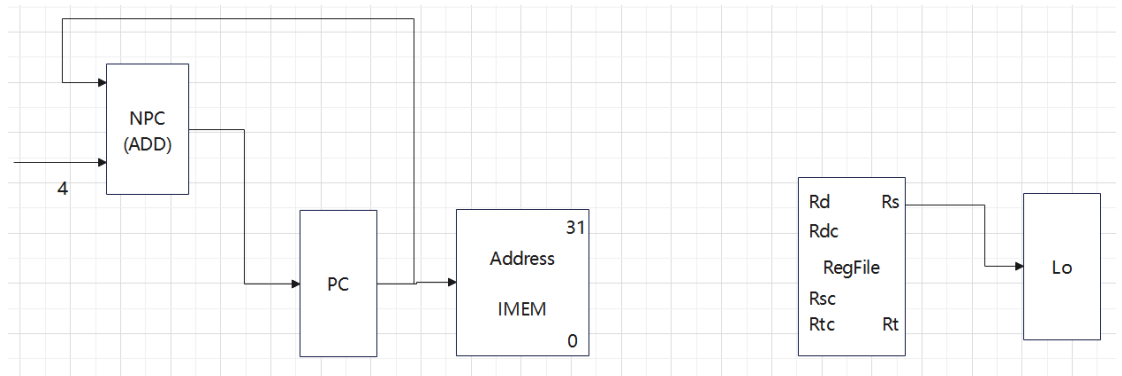 NPC
(ADD)
4
PC
31
Address
IMEM
0
Rd Rs
Rdc
RegFile
Rsc
Rtc Rt
Lo